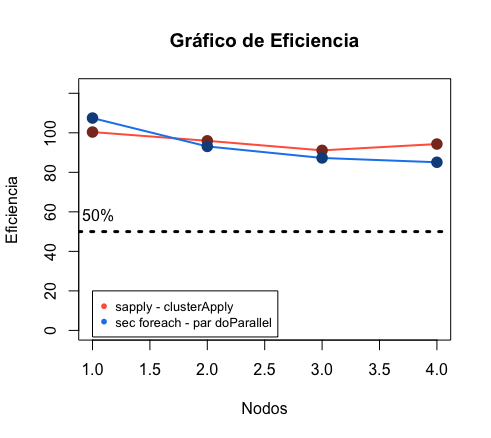 Gráfico de Eficiencia
Eficiencia
100
80
60
40
20
0
50%
sapply - clusterApply
sec foreach - par doParallel
1.0 1.5 2.0 2.5 3.0 3.5 4.0
Nodos